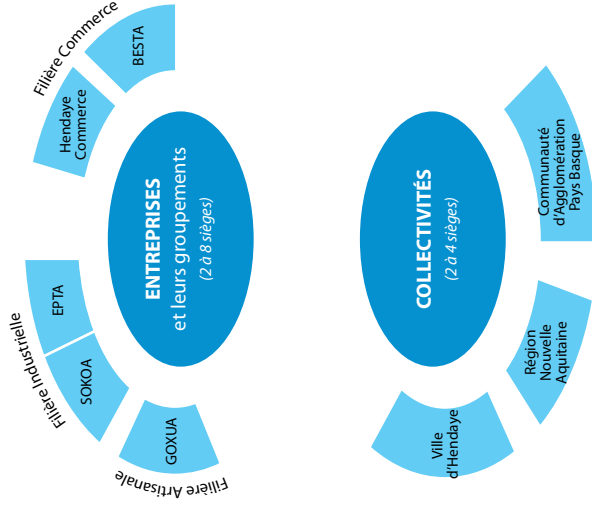 Filière Artisanale
GOXUA
Filière Industrielle
SOKOA
EPTA
Filière Commerce
Hendaye
Commerce
BESTA
ENTREPRISES
et leurs groupements
(2 à 8 sièges)
COLLECTIVITÉS
(2 à 4 sièges)
Ville
d'Hendaye
Région
Nouvelle
Aquitaine
Communauté
d'Agglomération
Pays Basque